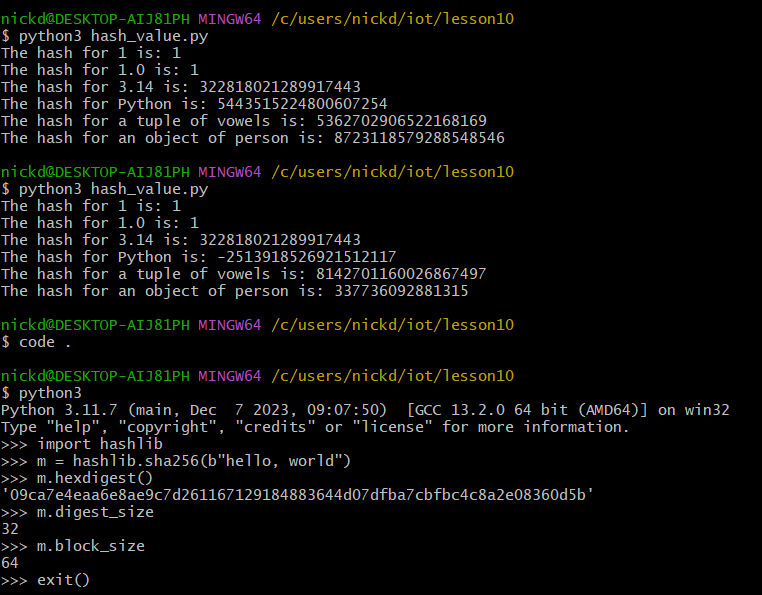 nickd@DESKTOP-AIJ81PH MINGW64 /c/users/nickd/iot/lesson10
$ python3 hash_value.py
The hash for 1 is: 1
The hash for 1.0 is: 1
The hash for 3.14 is: 322818021289917443
The hash for Python is: 5443515224800607254
The hash for a tuple of vowels is: 5362702906522168169
The hash for an object of person is: 8723118579288548546
nickd@DESKTOP-AIJ81PH MINGW64 /c/users/nickd/iot/lesson10
$ python3 hash_value.py
The hash for 1 is: 1
The hash for 1.0 is: 1
The hash for 3.14 is: 322818021289917443
The hash for Python is: -2513918526921512117
The hash for a tuple of vowels is: 8142701160026867497
The hash for an object of person is: 337736092881315
nickd@DESKTOP-AIJ81PH MINGW64 /c/users/nickd/iot/lesson10
$ code .
nickd@DESKTOP-AIJ81PH MINGW64 /c/users/nickd/iot/lesson10
$ python3
Python 3.11.7 (main, Dec  7 2023, 09:07:50)  [GCC 13.2.0 64 bit (AMD64)] on win32
Type "help", "copyright", "credits" or "license" for more information.
>>> import hashlib
>>> m = hashlib.sha256(b"hello, world")
>>> m.hexdigest()
'09ca7e4eaa6e8ae9c7d261167129184883644d07dfba7cbfbc4c8a2e08360d5b'
>>> m.digest_size
32
>>> m.block_size
64
>>> exit()